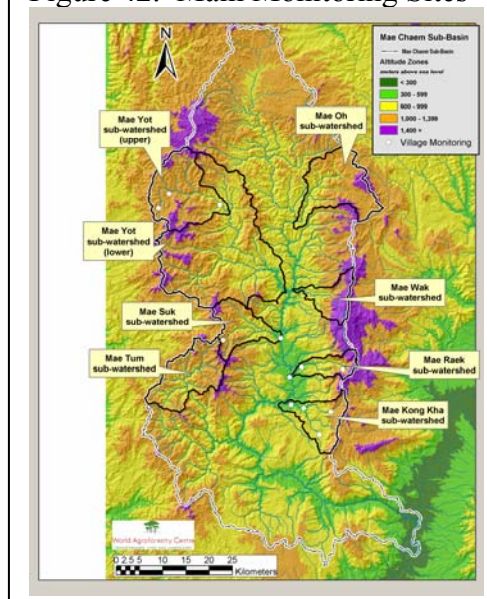 Figure 42: Main Monitoring Sites
N
Mae Chaem Sub-Basin
Mae Chaem Sub-Basin
Altitude Zones
meters above sea level
< 300
300 - 599
600 - 999
1,000 - 1,399
1,400 +
Village Monitoring
Mae Yot
sub-watershed
(upper)
Mae Oh
sub-watershed
Mae Yot
sub-watershed
(lower)
Mae Wak
sub-watershed
Mae Suk
sub-watershed
Mae Tum
sub-watershed
Mae Raek
sub-watershed
Mae Kong Kha
sub-watershed
World Agroforestry Centre
0 2.5 5 10 15 20 25
Kilometers